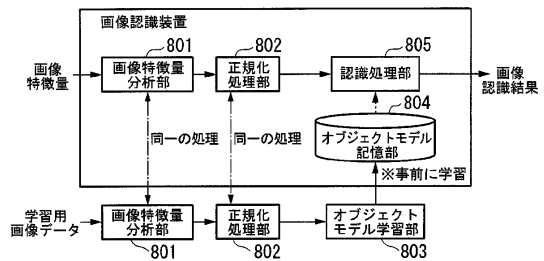 画像認識装置
801
802
805
画像
特徴量
画像特徴量
分析部
正規化
処理部
認識処理部
画像
認識結果
804
同一の処理
同一の処理
オブジェクトモデル
記憶部
※事前に学習
学習用
画像データ
画像特徴量
分析部
正規化
処理部
オブジェクト
モデル学習部
801
802
803